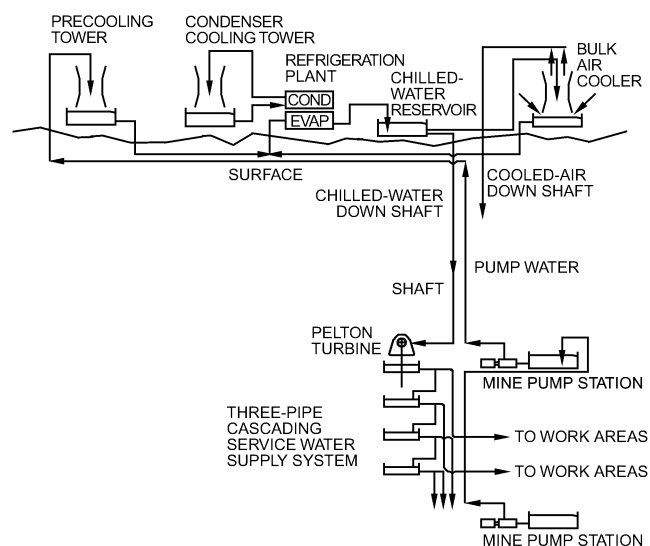 PRECOOLING
TOWER
CONDENSER
COOLING TOWER
REFRIGERATION
PLANT
COND
EVAP
CHILLED-
WATER
RESERVOIR
BULK
AIR
COOLER
SURFACE
CHILLED-WATER
DOWN SHAFT
COOLED-AIR
DOWN SHAFT
PUMP WATER
SHAFT
PELTON
TURBINE
MINE PUMP STATION
THREE-PIPE
CASCADING
SERVICE WATER
SUPPLY SYSTEM
TO WORK AREAS
TO WORK AREAS
MINE PUMP STATION